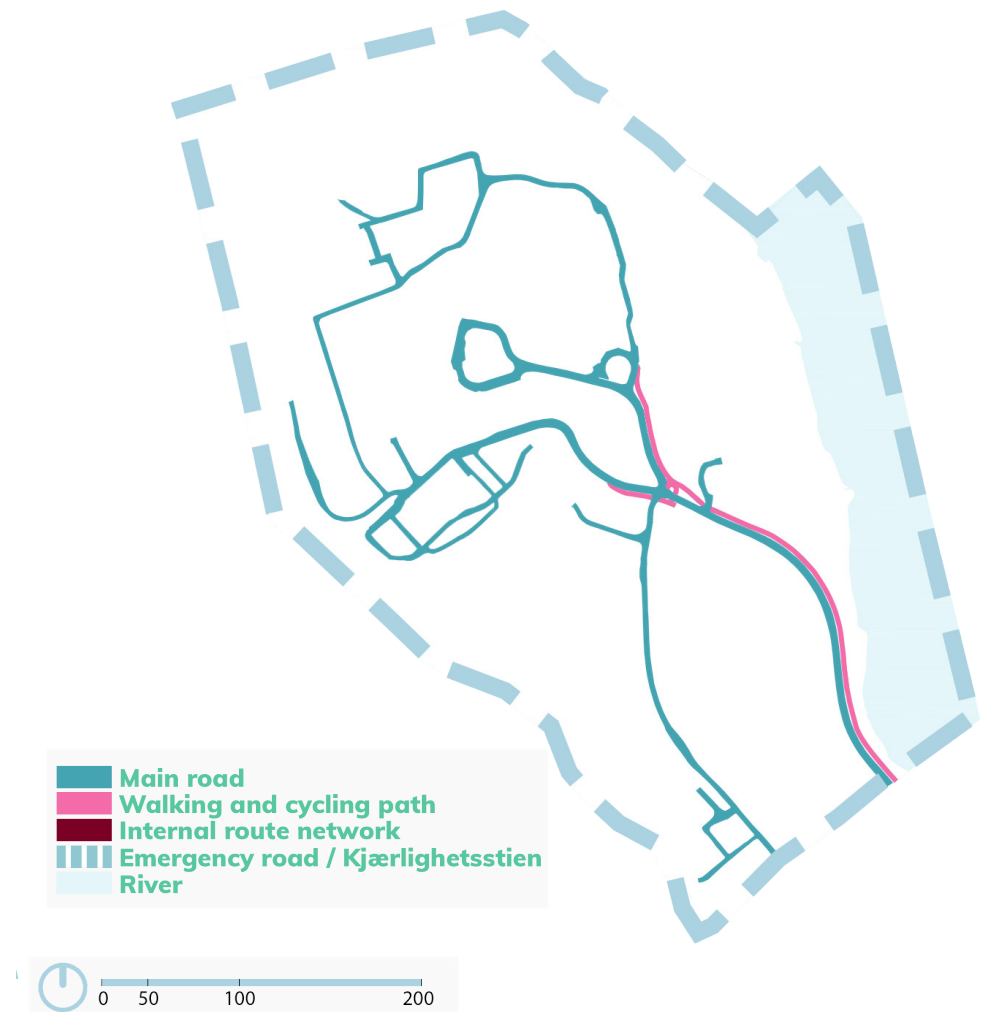 Main road
Walking and cycling path
Internal route network
Emergency road / Kjærlighetsstien
River
0 50 100 200